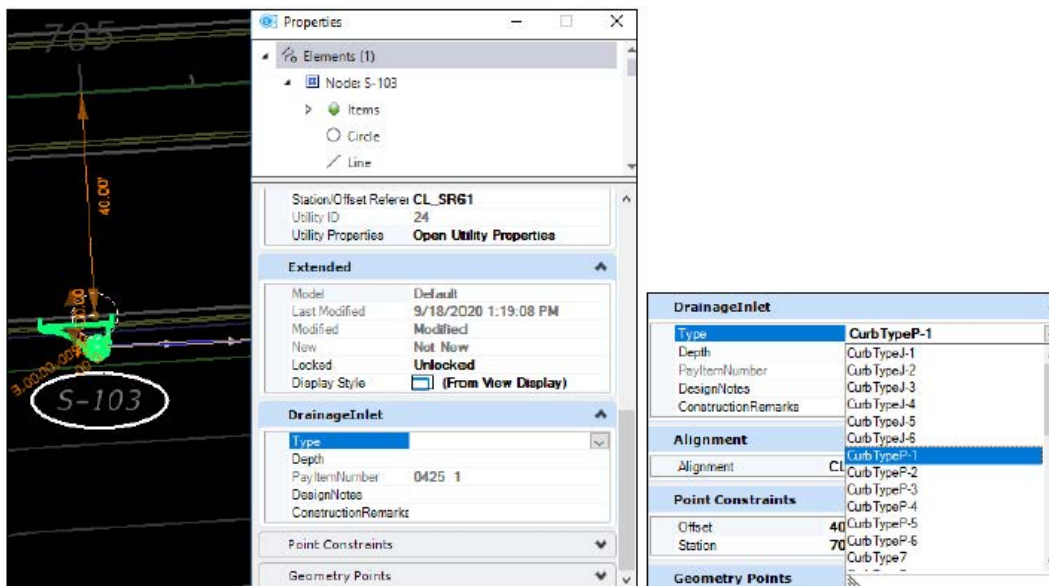 705
40.00'
S-103
Properties
Elements (1)
Node: S-103
Items
Circle
Line
Station/Offset Referer CL_SR61
Utility ID 24
Utility Properties Open Utility Properties
Extended
Model Default
Last Modified 9/18/2020 1:19:08 PM
Modified Modified
New Not New
Locked Unlocked
Display Style (From View Display)
DrainageInlet
Type
Depth
PayItemNumber 0425 1
DesignNotes
ConstructionRemarks
Point Constraints
Geometry Points
DrainageInlet
Type CurbTypeP-1
Depth
PayItemNumber
DesignNotes
ConstructionRemarks
CurbTypeJ-1
CurbTypeJ-2
CurbTypeJ-3
CurbTypeJ-4
CurbTypeJ-5
CurbTypeJ-6
CurbTypeP-1
CurbTypeP-2
CurbTypeP-3
CurbTypeP-4
CurbTypeP-5
CurbTypeP-6
CurbType7
Alignment
Alignment CL
Point Constraints
Offset 40
Station 70
Geometry Points